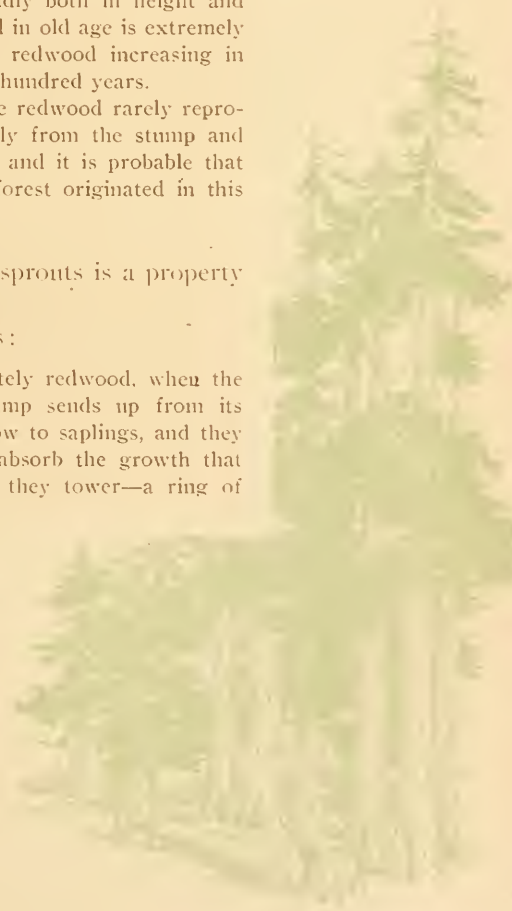 both in height and
in old age is extremely
redwood increasing in
hundred years.
redwood rarely repro-
ly from the stump and
and it is probable that
forest originated in this
sprouts is a property
s:
tely redwood, when the
mp sends up from its
ow to saplings, and they
absorb the growth that
they tower—a ring of